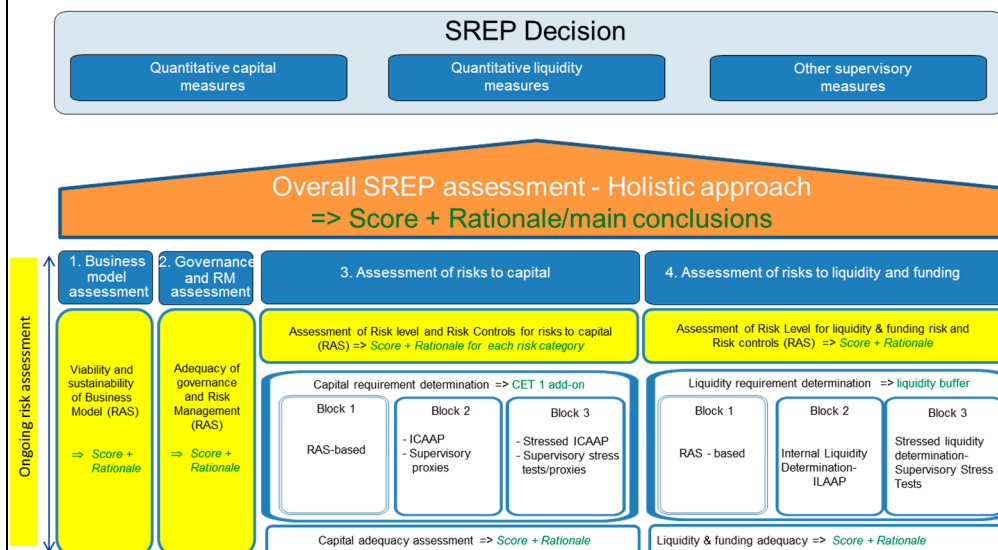 SREP Decision
Quantitative capital
measures
Quantitative liquidity
measures
Other supervisory
measures
Overall SREP assessment - Holistic approach
=> Score + Rationale/main conclusions
Ongoing risk assessment
1. Business
model
assessment
2. Governance
and RM
assessment
3. Assessment of risks to capital
4. Assessment of risks to liquidity and funding
Viability and
sustainability
of Business
Model (RAS)
⇒ Score +
Rationale
Adequacy of
governance
and Risk
Management
(RAS)
⇒ Score +
Rationale
Assessment of Risk level and Risk Controls for risks to capital
(RAS) => Score + Rationale for each risk category
Capital requirement determination => CET 1 add-on
Block 1
RAS-based
Block 2
- ICAAP
- Supervisory
proxies
Block 3
- Stressed ICAAP
- Supervisory stress
tests/proxies
Capital adequacy assessment => Score + Rationale
Assessment of Risk Level for liquidity & funding risk and
Risk controls (RAS) => Score + Rationale
Liquidity requirement determination => liquidity buffer
Block 1
RAS - based
Block 2
Internal Liquidity
Determination-
ILAAP
Block 3
Stressed liquidity
determination-
Supervisory Stress
Tests
Liquidity & funding adequacy => Score + Rationale